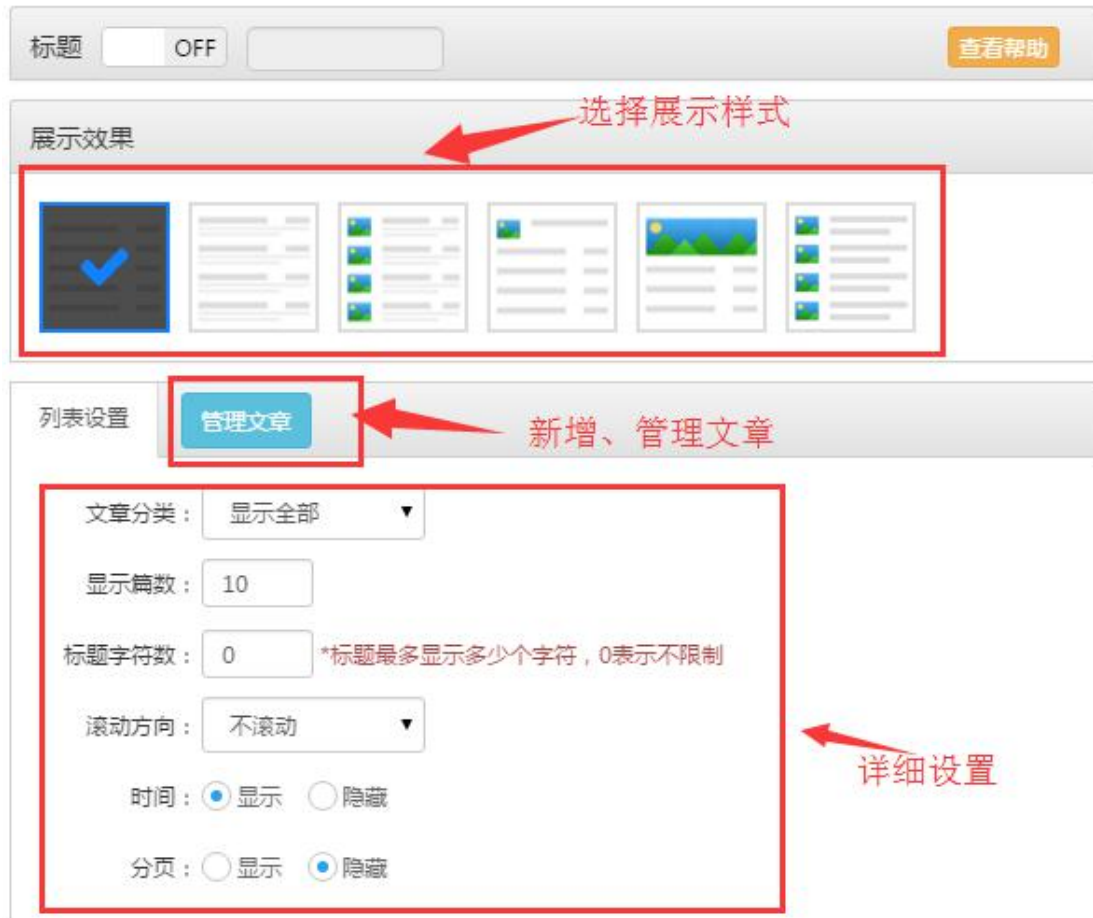 标题 OFF 查看帮助
选择展示样式
展示效果
列表设置 管理文章
新增、管理文章
文章分类： 显示全部
显示篇数： 10
标题字符数： 0 *标题最多显示多少个字符，0表示不限制
滚动方向： 不滚动
详细设置
时间： 显示 隐藏
分页： 显示 隐藏